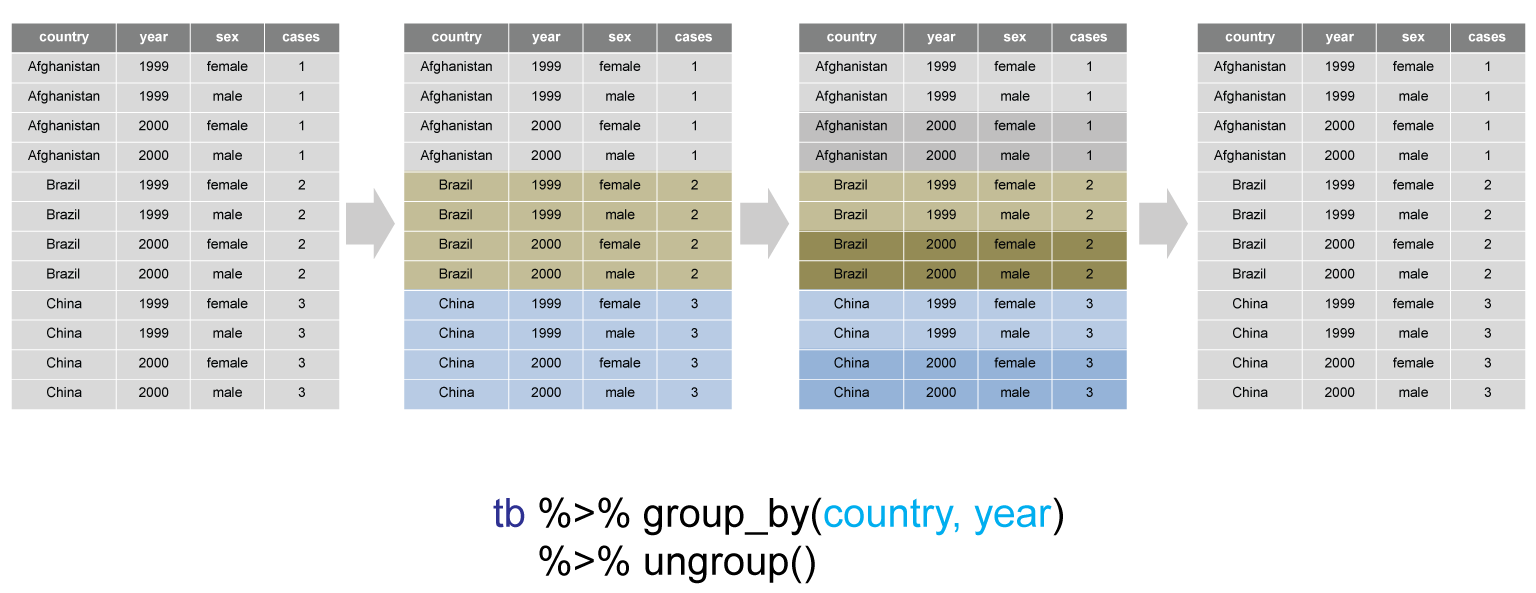 country year sex cases country year sex cases country year sex cases country year sex cases
Afghanistan 1999 female 1 Afghanistan 1999 female 1 Afghanistan 1999 female 1 Afghanistan 1999 female 1
Afghanistan 1999 male 1 Afghanistan 1999 male 1 Afghanistan 1999 male 1 Afghanistan 1999 male 1
Afghanistan 2000 female 1 Afghanistan 2000 female 1 Afghanistan 2000 female 1 Afghanistan 2000 female 1
Afghanistan 2000 male 1 Afghanistan 2000 male 1 Afghanistan 2000 male 1 Afghanistan 2000 male 1
Brazil 1999 female 2 Brazil 1999 female 2 Brazil 1999 female 2 Brazil 1999 female 2
Brazil 1999 male 2 Brazil 1999 male 2 Brazil 1999 male 2 Brazil 1999 male 2
Brazil 2000 female 2 Brazil 2000 female 2 Brazil 2000 female 2 Brazil 2000 female 2
Brazil 2000 male 2 Brazil 2000 male 2 Brazil 2000 male 2 Brazil 2000 male 2
China 1999 female 3 China 1999 female 3 China 1999 female 3 China 1999 female 3
China 1999 male 3 China 1999 male 3 China 1999 male 3 China 1999 male 3
China 2000 female 3 China 2000 female 3 China 2000 female 3 China 2000 female 3
China 2000 male 3 China 2000 male 3 China 2000 male 3 China 2000 male 3
tb %>% group_by(country, year)
%>% ungroup()